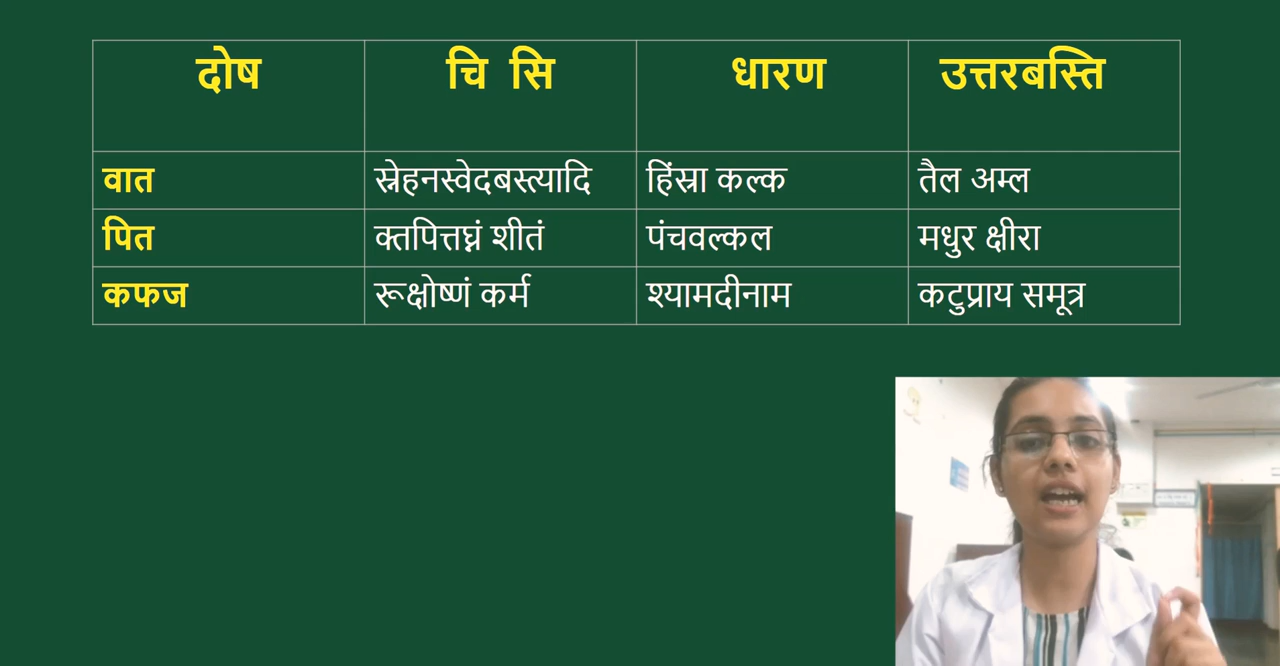 दोष चि सि धारण उत्तरबस्ति
वात स्नेहनस्वेदबस्त्यादि हिंस्रा कल्क तैल अम्ल
पित क्तपित्तघ्नं शीतं पंचवल्कल मधुर क्षीरा
कफज रूक्षोष्णं कर्म श्यामदीनाम कटुप्राय समूत्र